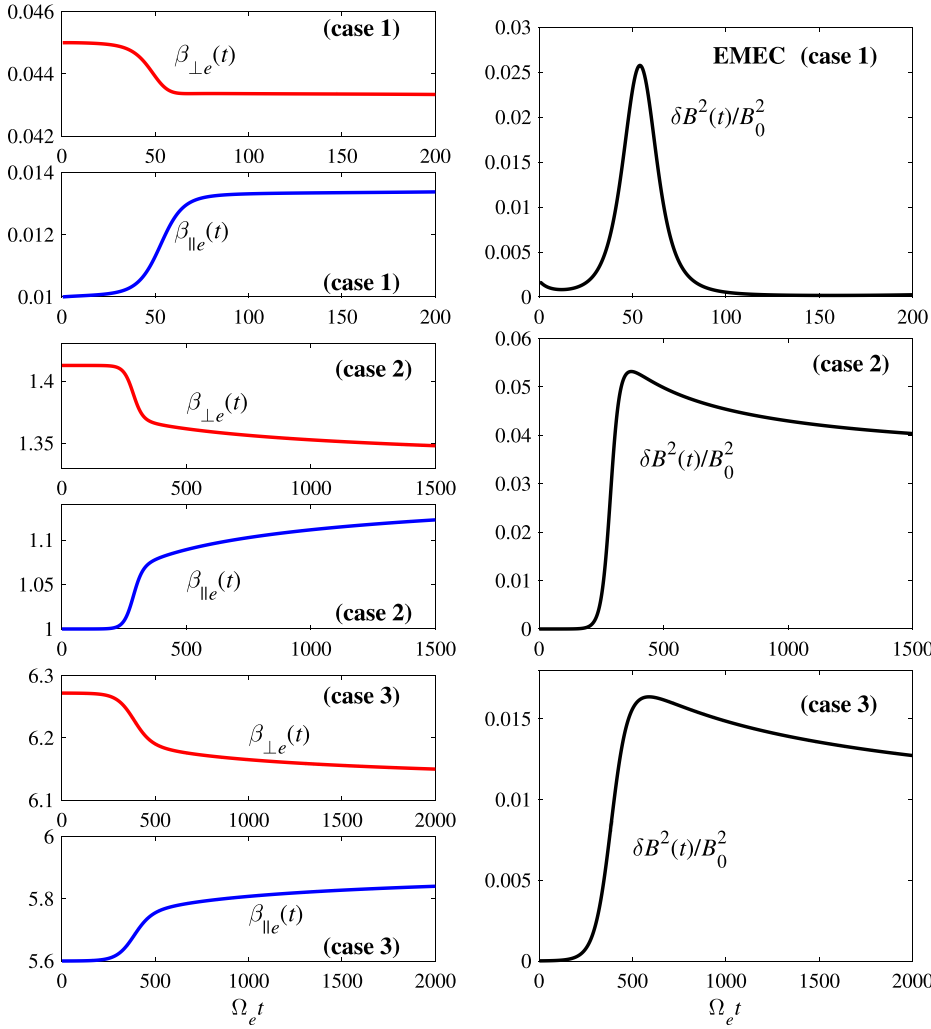 0.046
(case 1)
β⊥e(t)
0.044
0.042
0 50 100 150 200
0.014
0.012
β∥e(t)
(case 1)
0.01
0 50 100 150 200
(case 2)
1.4
β⊥e(t)
1.35
0 500 1000 1500
1.1
1.05
β∥e(t)
(case 2)
1
0 500 1000 1500
6.3
(case 3)
β⊥e(t)
6.2
6.1
0 500 1000 1500 2000
6
5.8
β∥e(t)
(case 3)
5.6
0 500 1000 1500 2000
Ωe t
0.03
EMEC (case 1)
0.025
δB²(t)/B₀²
0.02
0.015
0.01
0.005
0
0 50 100 150 200
0.06
(case 2)
0.05
0.04
δB²(t)/B₀²
0.03
0.02
0.01
0
0 500 1000 1500
(case 3)
0.015
0.01
δB²(t)/B₀²
0.005
0
0 500 1000 1500 2000
Ωe t